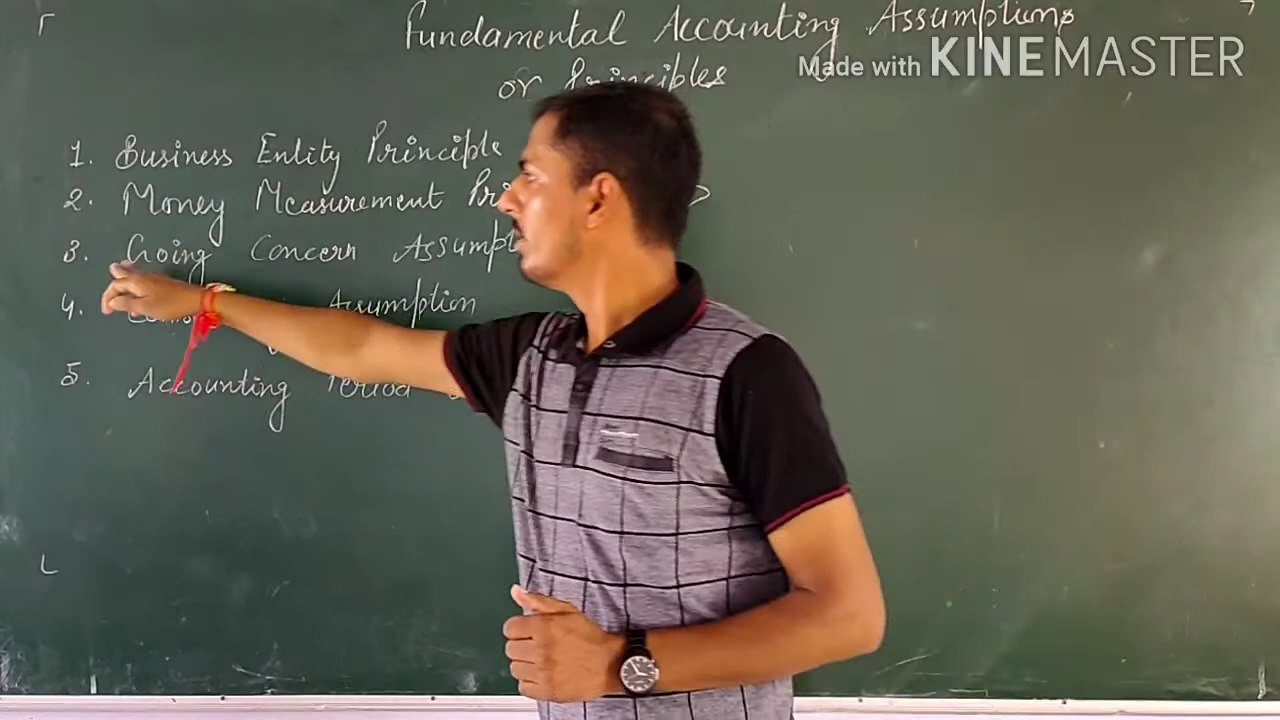 Fundamental Accounting Assumptions
or Principles
Made with KINEMASTER
1. Business Entity Principle
2. Money Measurement Pri
3. Going Concern Assumpt
4. Assumption
5. Accounting Period